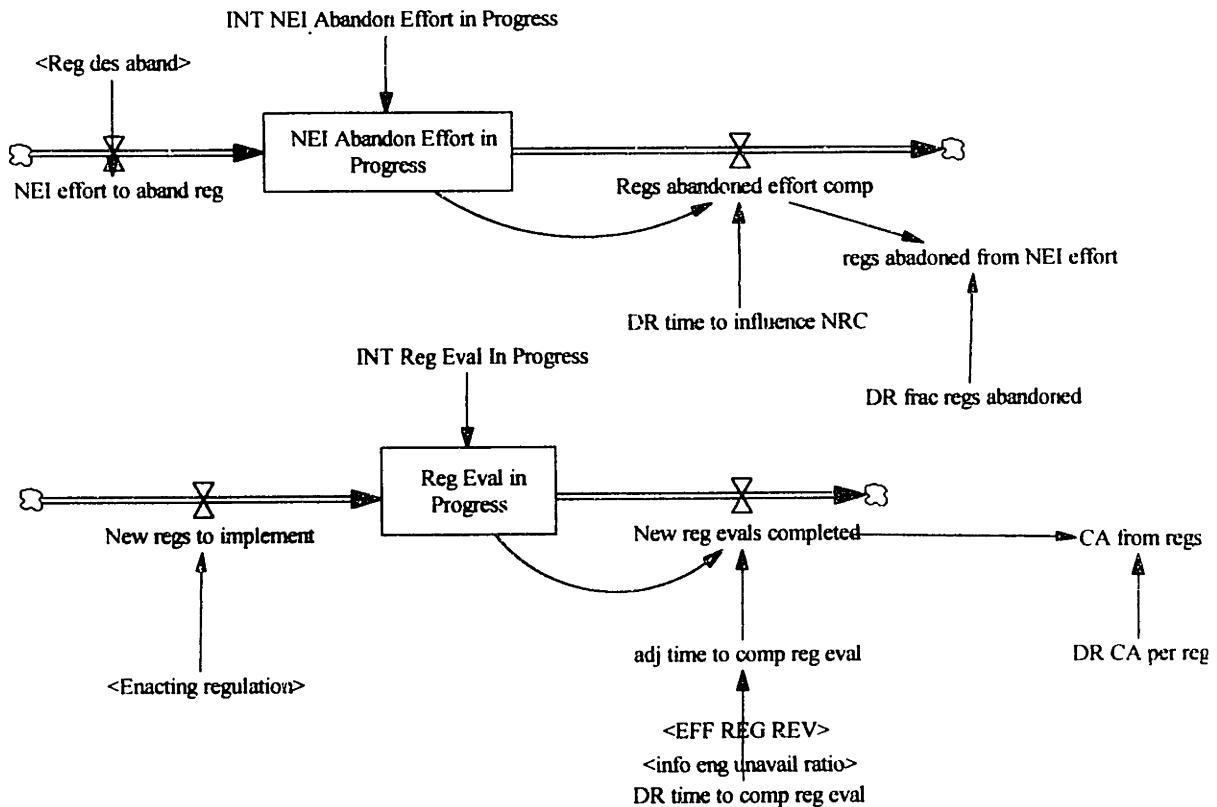 INT NEI Abandon Effort in Progress
<Reg des aband>
NEI Abandon Effort in
Progress
NEI effort to aband reg
Regs abandoned effort comp
regs abadoned from NEI effort
DR time to influence NRC
DR frac regs abandoned
INT Reg Eval In Progress
Reg Eval in
Progress
New regs to implement
New reg evals completed
CA from regs
adj time to comp reg eval
DR CA per reg
<Enacting regulation>
<EFF REG REV>
<info eng unavail ratio>
DR time to comp reg eval